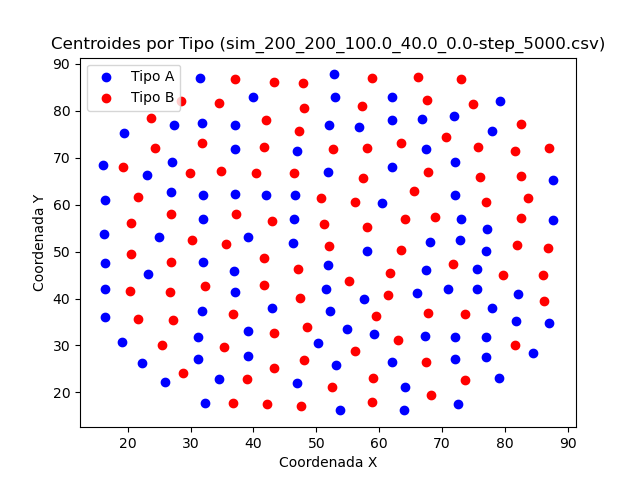 Centroides por Tipo (sim_200_200_100.0_40.0_0.0-step_5000.csv)
Tipo A
Tipo B
90
80
70
60
50
40
30
20
Coordenada Y
20 30 40 50 60 70 80 90
Coordenada X